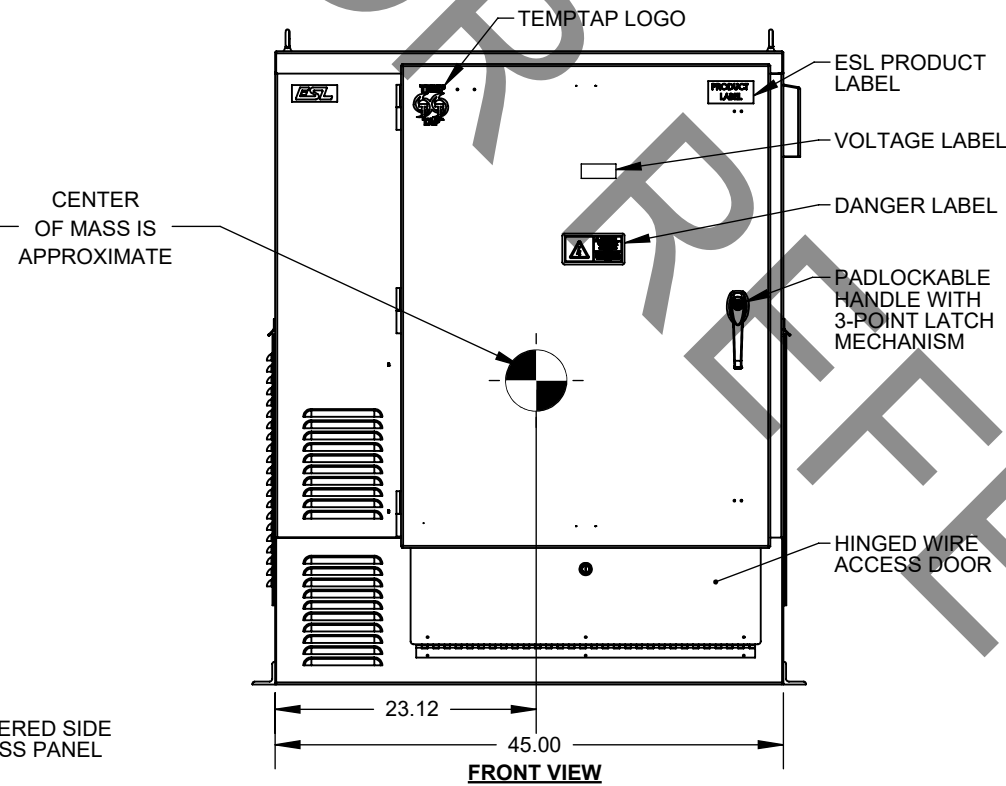 TEMPTAP LOGO
ESL PRODUCT
LABEL
ESL
PRODUCT
LABEL
VOLTAGE LABEL
CENTER
OF MASS IS
APPROXIMATE
DANGER LABEL
PADLOCKABLE
HANDLE WITH
3-POINT LATCH
MECHANISM
HINGED WIRE
ACCESS DOOR
23.12
ERED SIDE
SS PANEL
45.00
FRONT VIEW
R REF